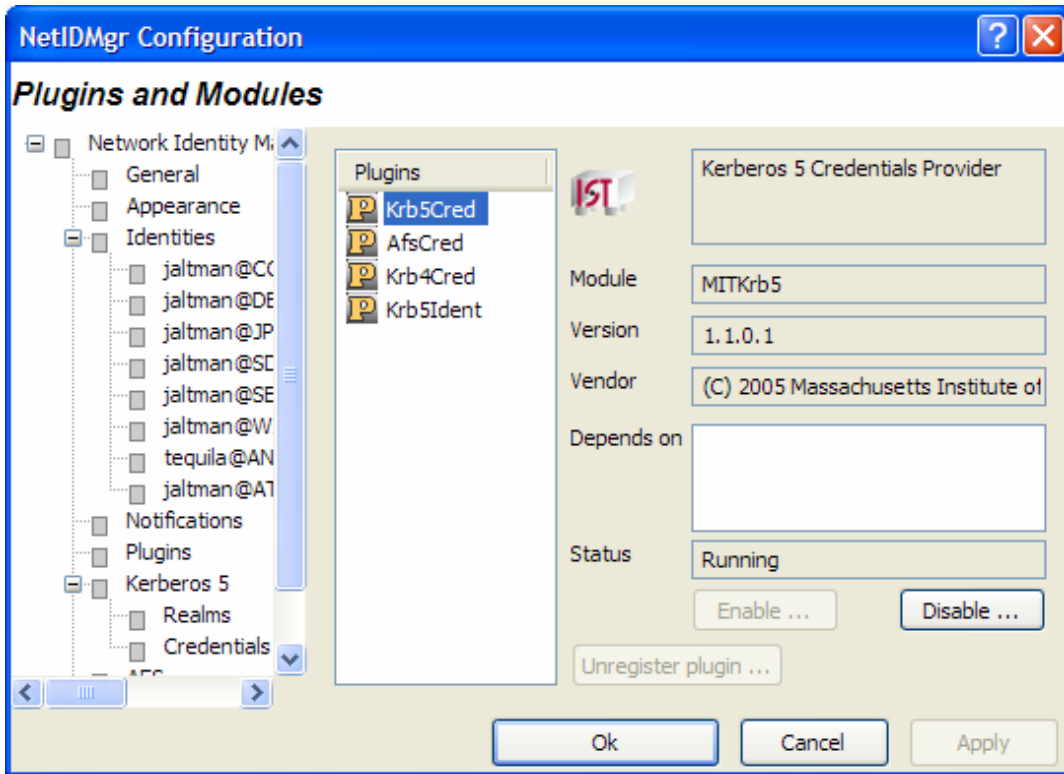 NetIDMgr Configuration
Plugins and Modules
Network Identity
General
Appearance
Identities
jaltman@CO
jaltman@DE
jaltman@JP
jaltman@SD
jaltman@SE
jaltman@W
tequila@AN
jaltman@AT
Notifications
Plugins
Kerberos 5
Realms
Credentials
AFS
Plugins
P Krb5Cred
P AfsCred
P Krb4Cred
P Krb5Ident
IST
Kerberos 5 Credentials Provider
Module
MITKrb5
Version
1.1.0.1
Vendor
(C) 2005 Massachusetts Institute of
Depends on
Status
Running
Enable ...
Disable ...
Unregister plugin ...
Ok
Cancel
Apply